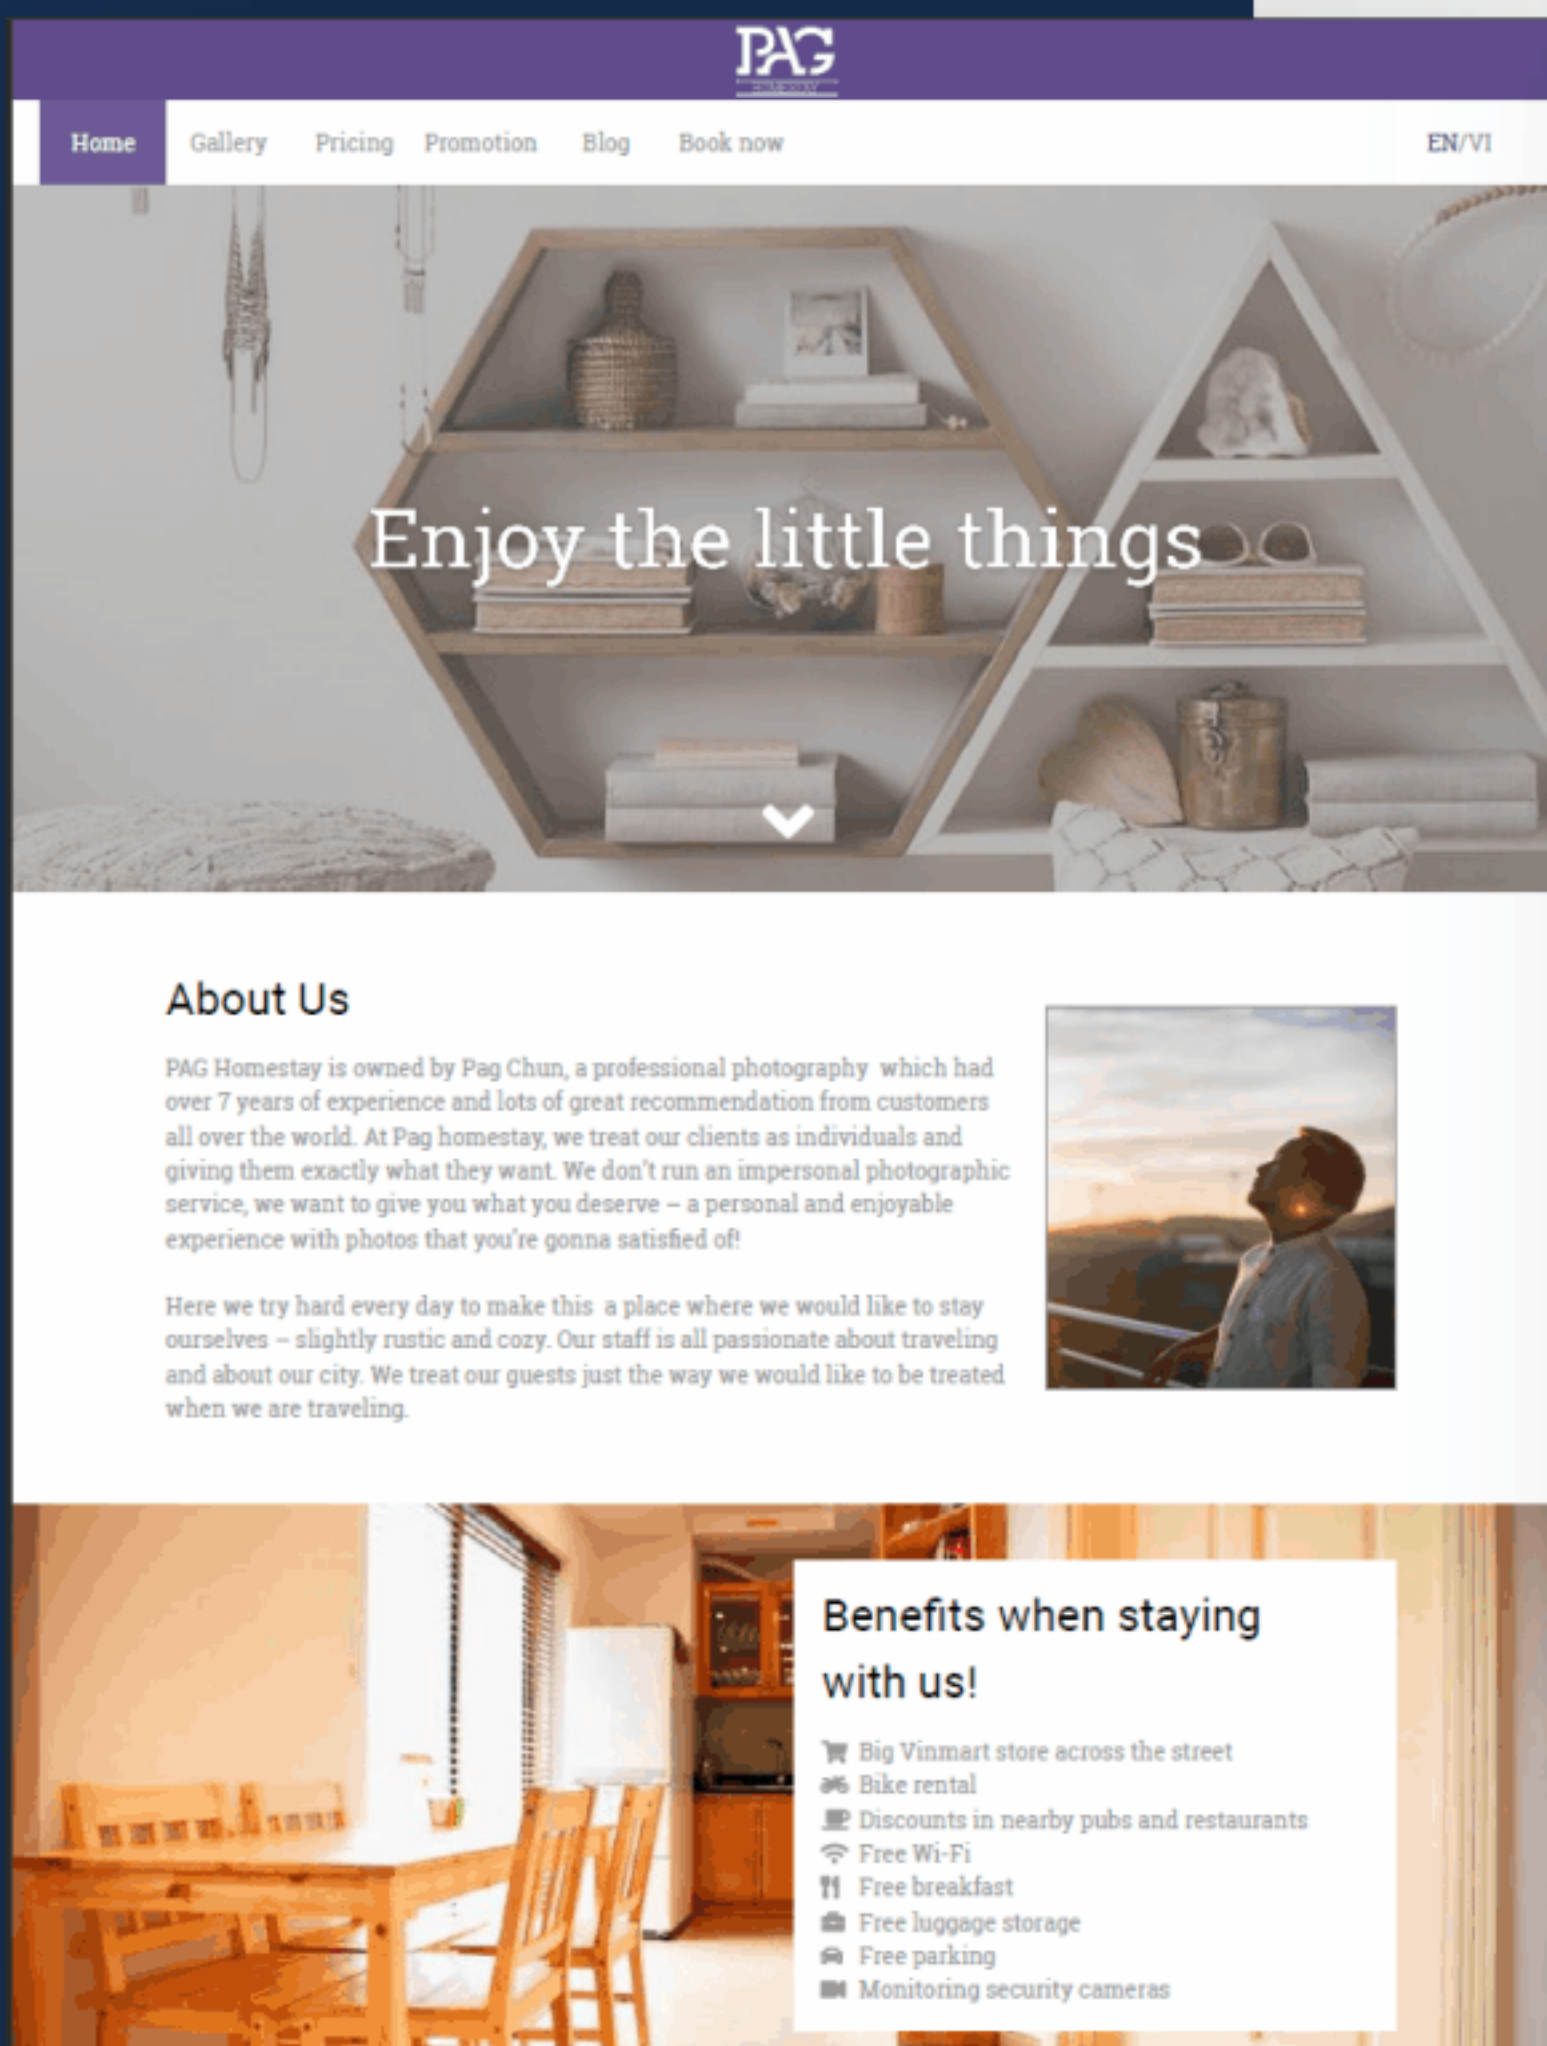 PAG
HOMESTAY
Home Gallery Pricing Promotion Blog Book now EN/VI
Enjoy the little things
About Us
PAG Homestay is owned by Pag Chun, a professional photography which had
over 7 years of experience and lots of great recommendation from customers
all over the world. At Pag homestay, we treat our clients as individuals and
giving them exactly what they want. We don't run an impersonal photographic
service, we want to give you what you deserve – a personal and enjoyable
experience with photos that you're gonna satisfied of!
Here we try hard every day to make this a place where we would like to stay
ourselves – slightly rustic and cozy. Our staff is all passionate about traveling
and about our city. We treat our guests just the way we would like to be treated
when we are traveling.
Benefits when staying
with us!
Big Vinmart store across the street
Bike rental
Discounts in nearby pubs and restaurants
Free Wi-Fi
Free breakfast
Free luggage storage
Free parking
Monitoring security cameras